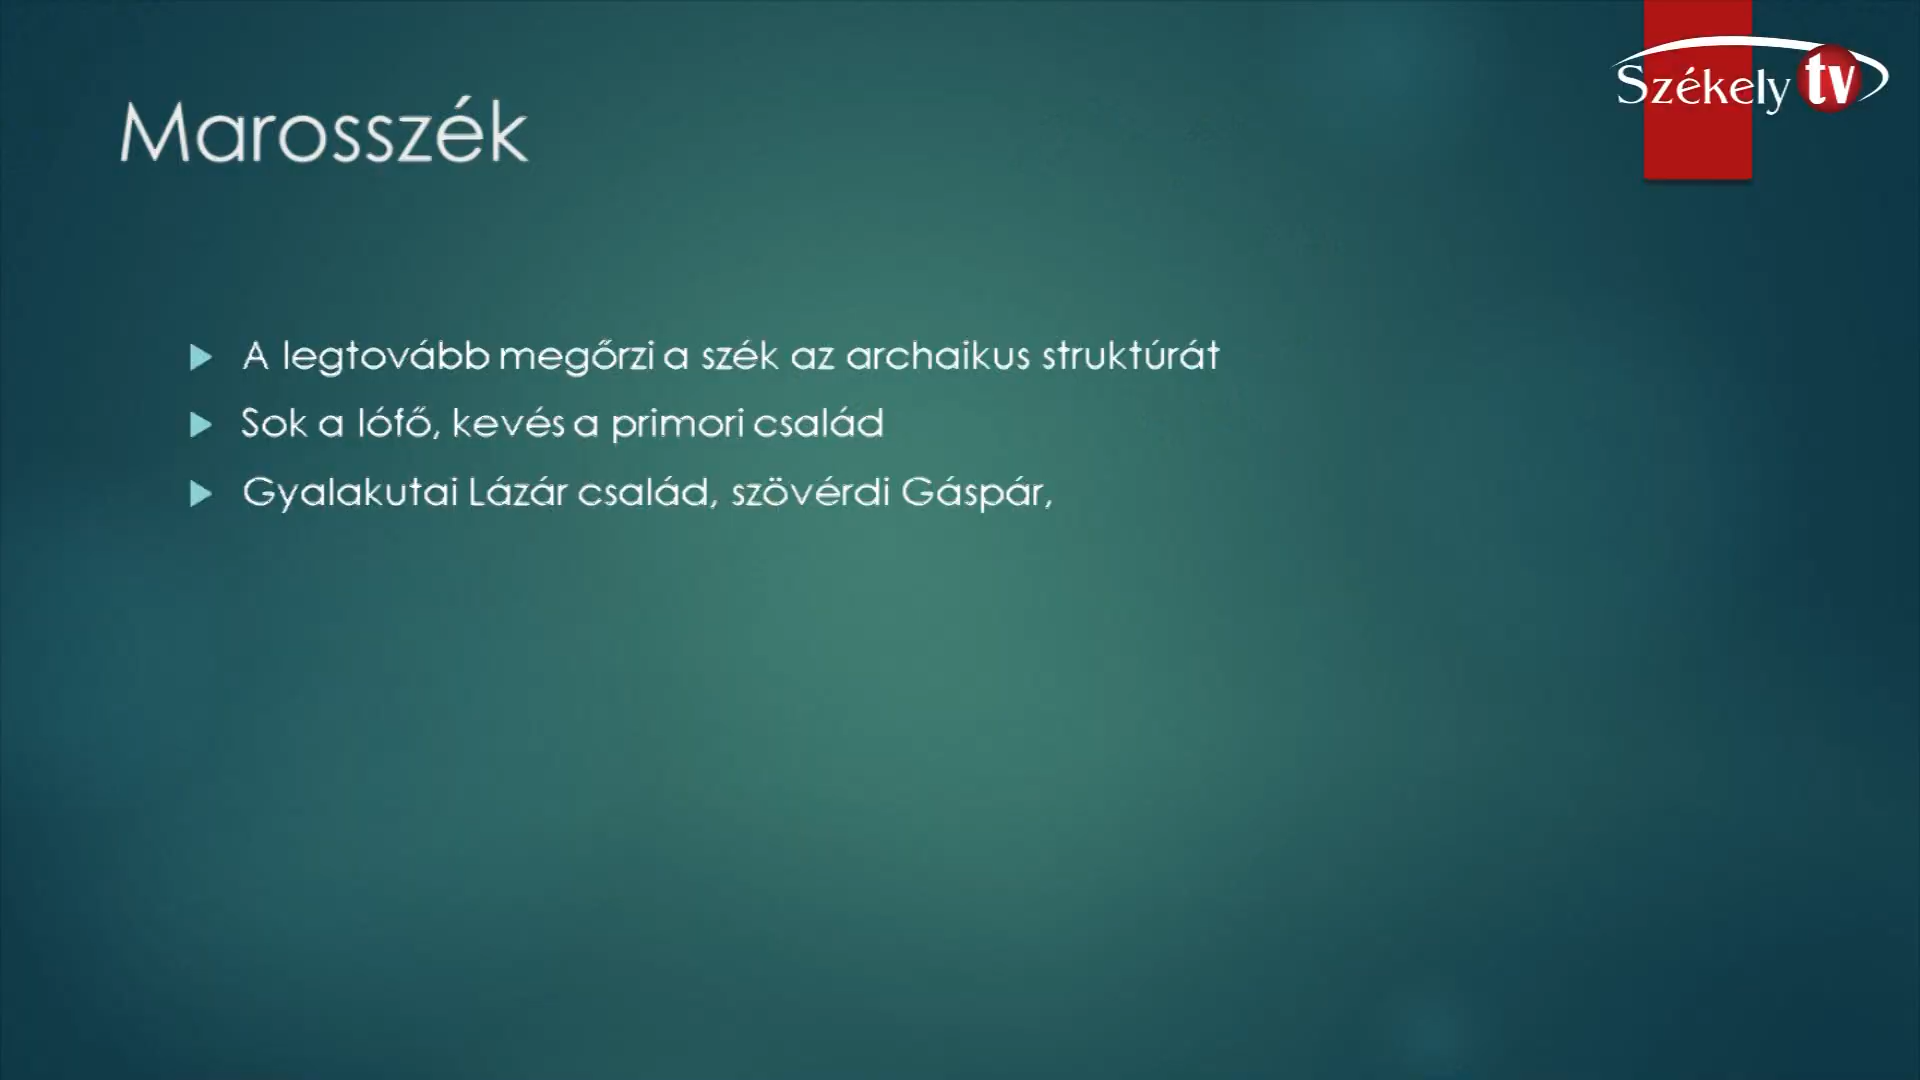 Marosszék
Székely tv
A legtovább megőrzi a szék az archaikus struktúrát
Sok a lófő, kevés a primori család
Gyalakutai Lázár család, szövérdi Gáspár,